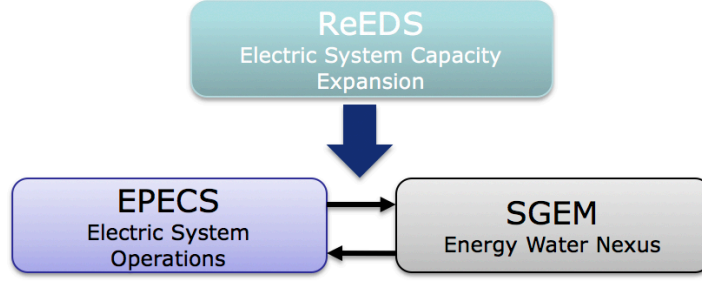 ReEDS
Electric System Capacity
Expansion
EPECS
Electric System
Operations
SGEM
Energy Water Nexus